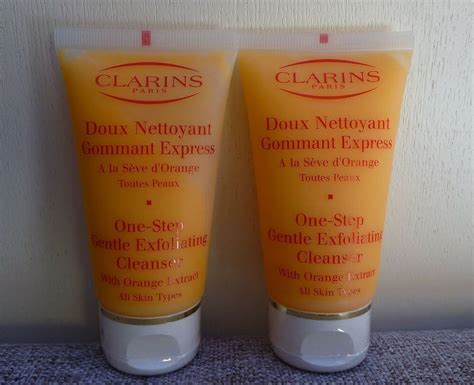 CLARINS
PARIS
Doux Nettoyant
Gommant Express
A la Sève d'Orange
Toutes Peaux
One-Step
Gentle Exfoliating
Cleanser
With Orange Extract
All Skin Types
CLARINS
PARIS
Doux Nettoyant
Gommant Express
A la Sève d'Orange
Toutes Peaux
One-Step
Gentle Exfoliating
Cleanser
With Orange Extract
All Skin Types